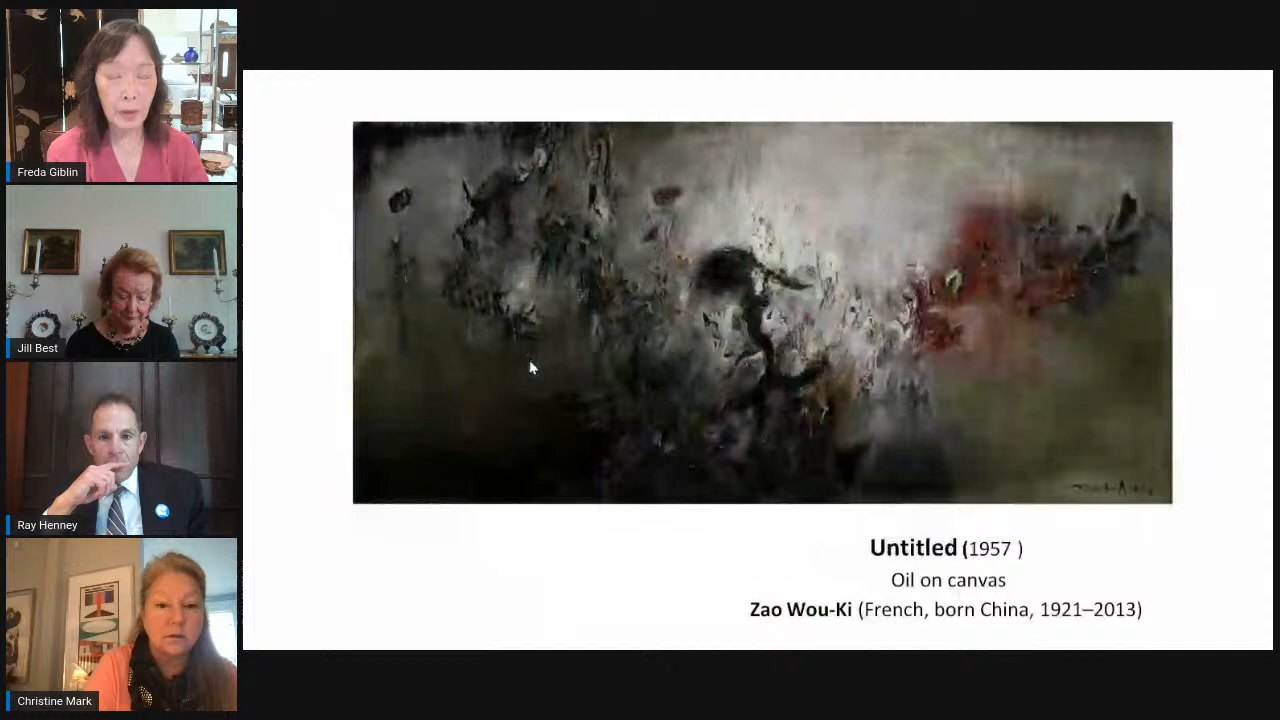 Freda Giblin
Jill Best
Ray Henney
Christine Mark
Untitled (1957 )
Oil on canvas
Zao Wou-Ki (French, born China, 1921–2013)